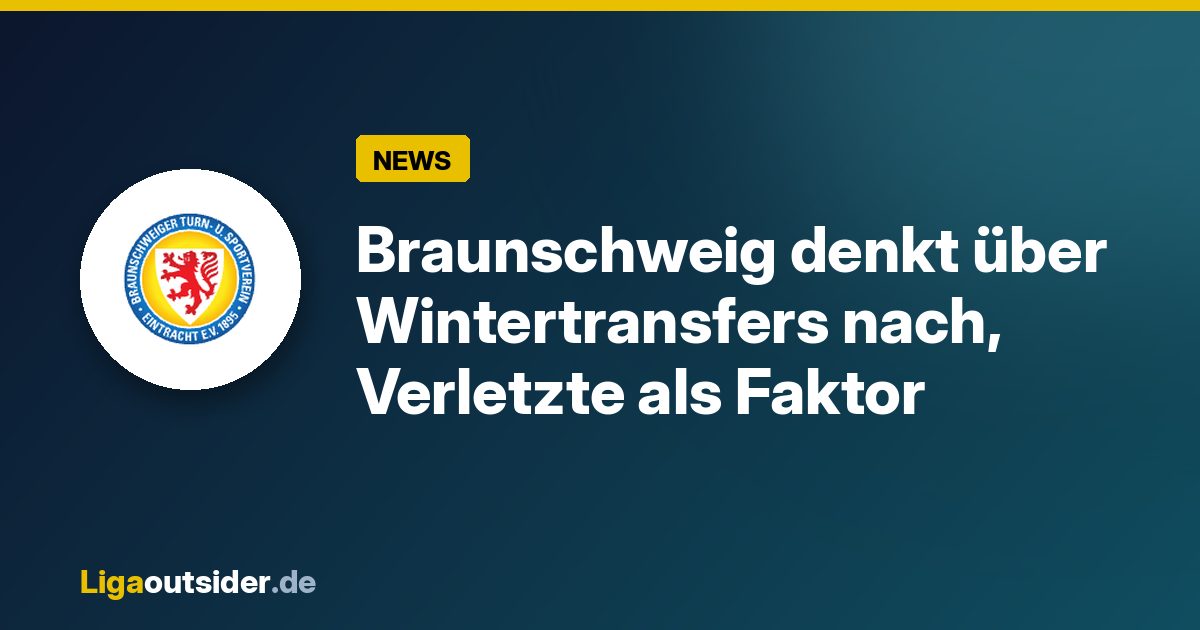 BRAUNSCHWEIGER TURN- U. SPORTVEREIN
• EINTRACHT E.V. 1895 •
NEWS
Braunschweig denkt über
Wintertransfers nach,
Verletzte als Faktor
Ligaoutsider.de